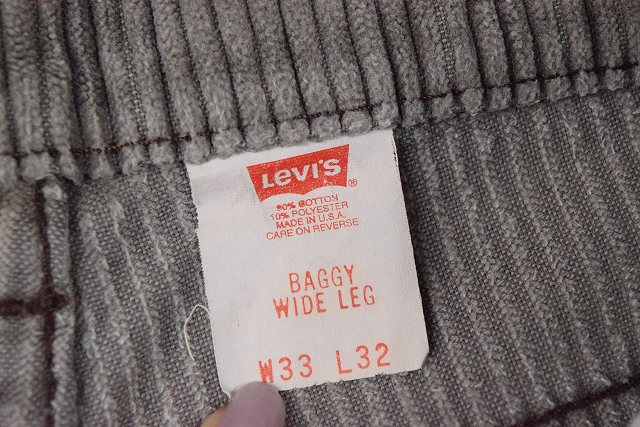 Levi's ®
90% COTTON
10% POLYESTER
MADE IN U.S.A.
CARE ON REVERSE
BAGGY
WIDE LEG
W33 L32